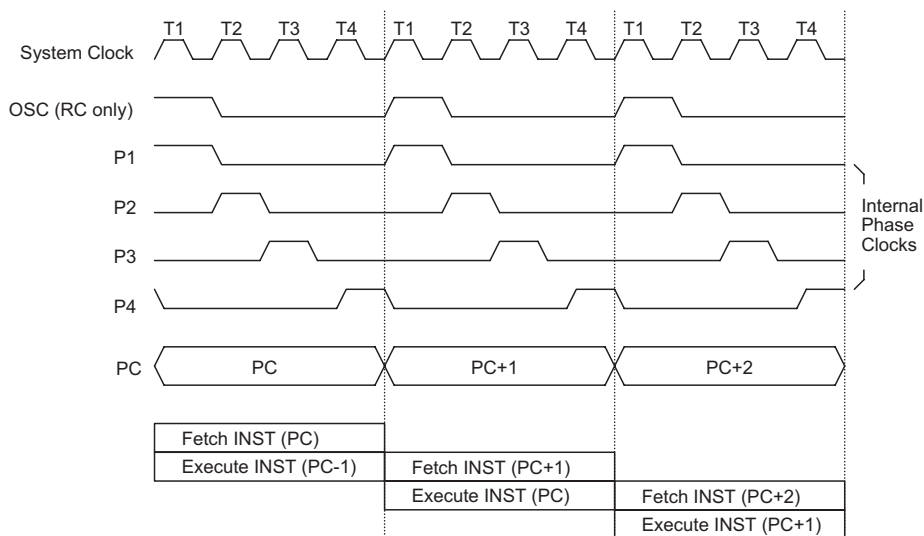 T1 T2 T3 T4 T1 T2 T3 T4 T1 T2 T3 T4
System Clock
OSC (RC only)
P1
P2
P3
P4
Internal
Phase
Clocks
PC PC PC+1 PC+2
Fetch INST (PC)
Execute INST (PC-1) Fetch INST (PC+1)
Execute INST (PC) Fetch INST (PC+2)
Execute INST (PC+1)